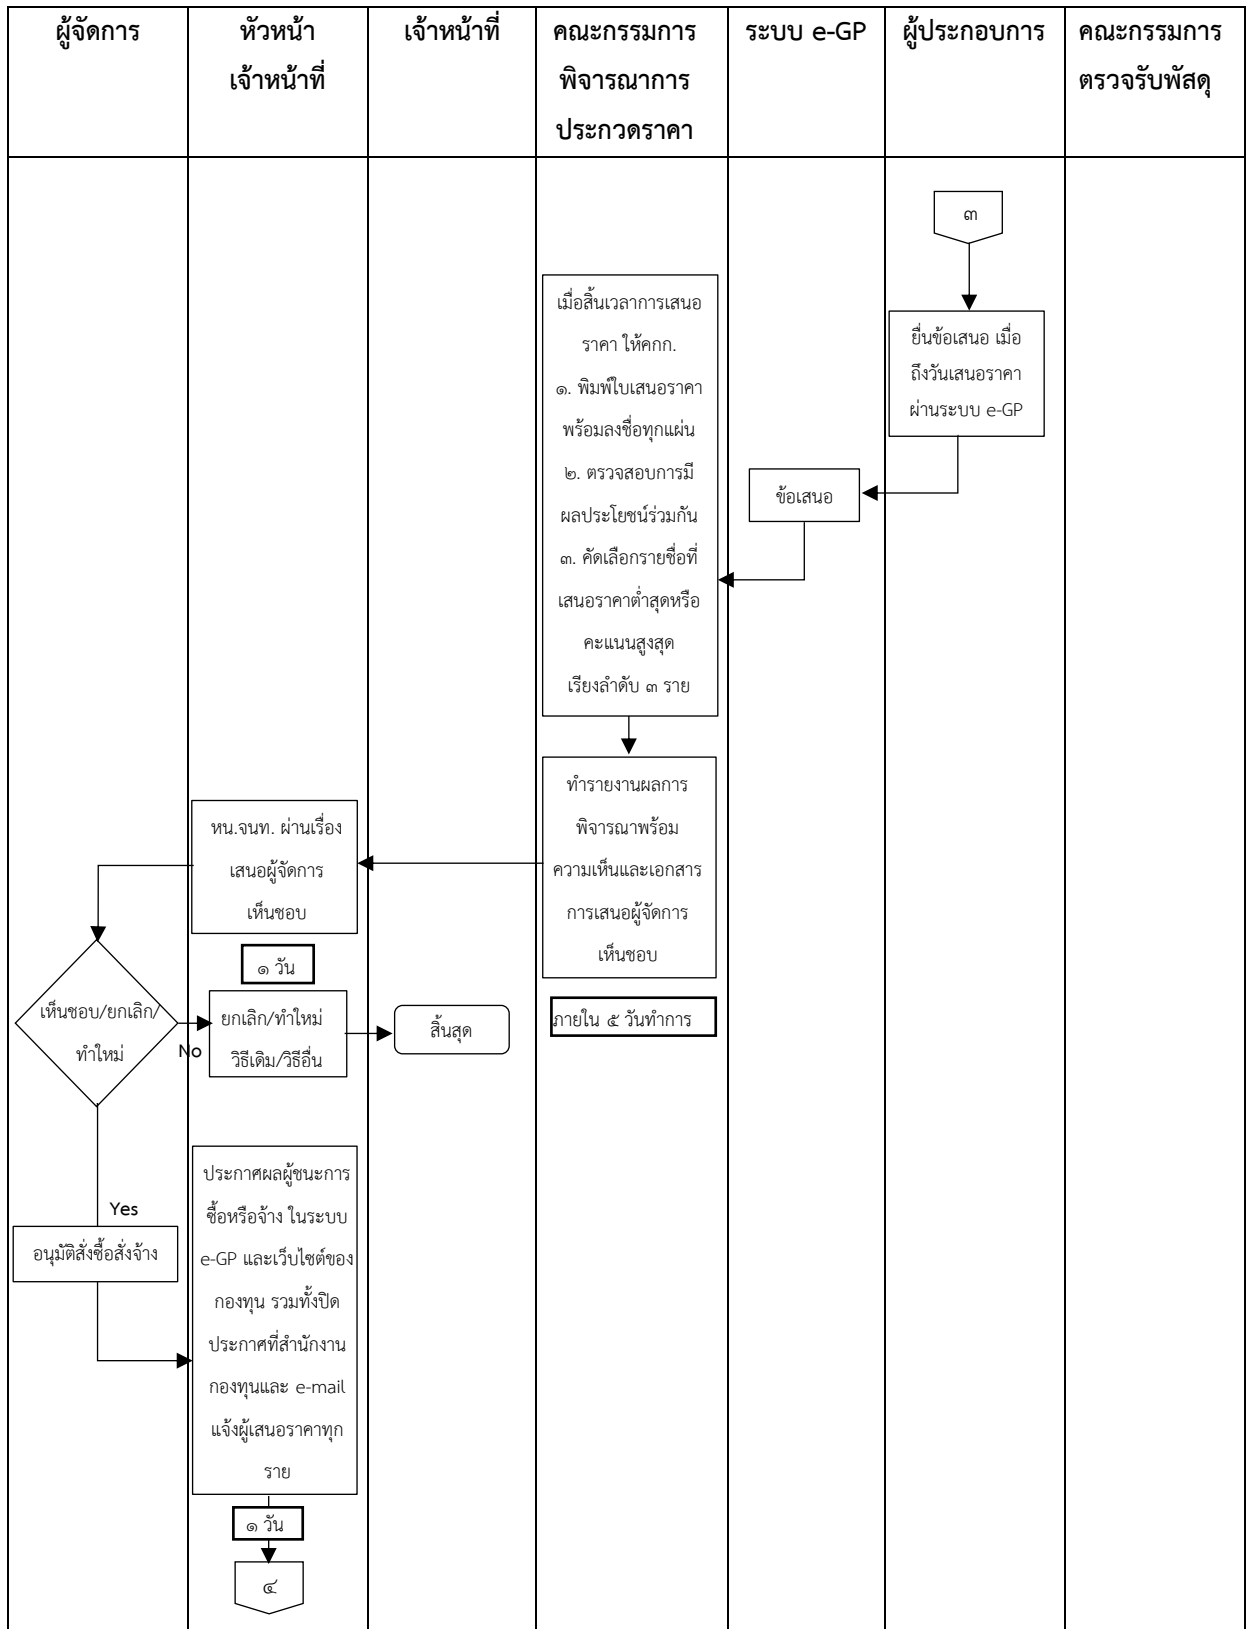 ผู้จัดการ
หัวหน้า
เจ้าหน้าที่
เจ้าหน้าที่
คณะกรรมการ
พิจารณาการ
ประกวดราคา
ระบบ e-GP
ผู้ประกอบการ
คณะกรรมการ
ตรวจรับพัสดุ
๓
ยื่นข้อเสนอ เมื่อ
ถึงวันเสนอราคา
ผ่านระบบ e-GP
ข้อเสนอ
เมื่อสิ้นเวลาการเสนอ
ราคา ให้คกก.
๑. พิมพ์ใบเสนอราคา
พร้อมลงชื่อทุกแผ่น
๒. ตรวจสอบการมี
ผลประโยชน์ร่วมกัน
๓. คัดเลือกรายชื่อที่
เสนอราคาต่ำสุดหรือ
คะแนนสูงสุด
เรียงลำดับ ๓ ราย
ทำรายงานผลการ
พิจารณาพร้อม
ความเห็นและเอกสาร
การเสนอผู้จัดการ
เห็นชอบ
ภายใน ๕ วันทำการ
หน.จนท. ผ่านเรื่อง
เสนอผู้จัดการ
เห็นชอบ
๑ วัน
เห็นชอบ/ยกเลิก/
ทำใหม่
No
ยกเลิก/ทำใหม่
วิธีเดิม/วิธีอื่น
สิ้นสุด
Yes
อนุมัติสั่งซื้อสั่งจ้าง
ประกาศผลผู้ชนะการ
ซื้อหรือจ้าง ในระบบ
e-GP และเว็บไซต์ของ
กองทุน รวมทั้งปิด
ประกาศที่สำนักงาน
กองทุนและ e-mail
แจ้งผู้เสนอราคาทุก
ราย
๑ วัน
๔